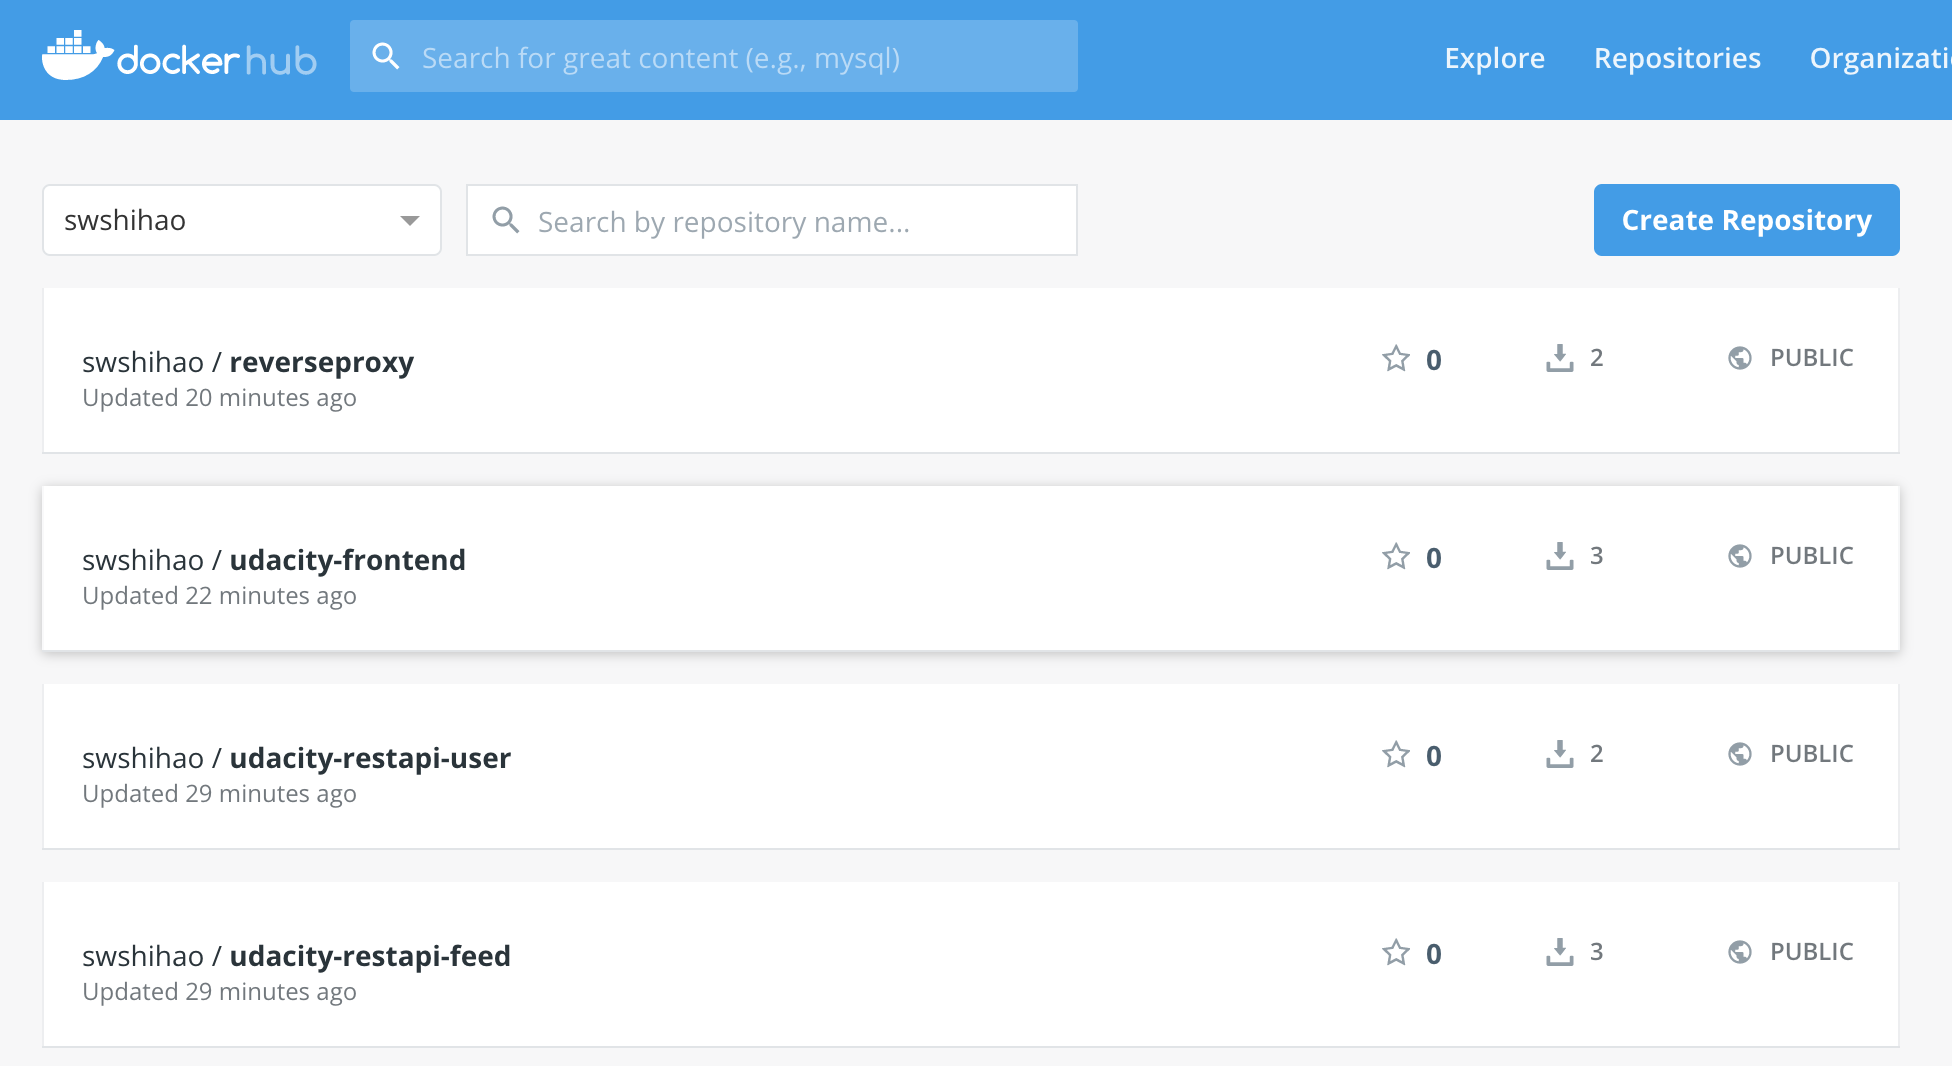 dockerhub
Search for great content (e.g., mysql)
Explore Repositories Organizati
swshihao
Search by repository name...
Create Repository
swshihao / reverseproxy
0 2 PUBLIC
Updated 20 minutes ago
swshihao / udacity-frontend
0 3 PUBLIC
Updated 22 minutes ago
swshihao / udacity-restapi-user
0 2 PUBLIC
Updated 29 minutes ago
swshihao / udacity-restapi-feed
0 3 PUBLIC
Updated 29 minutes ago